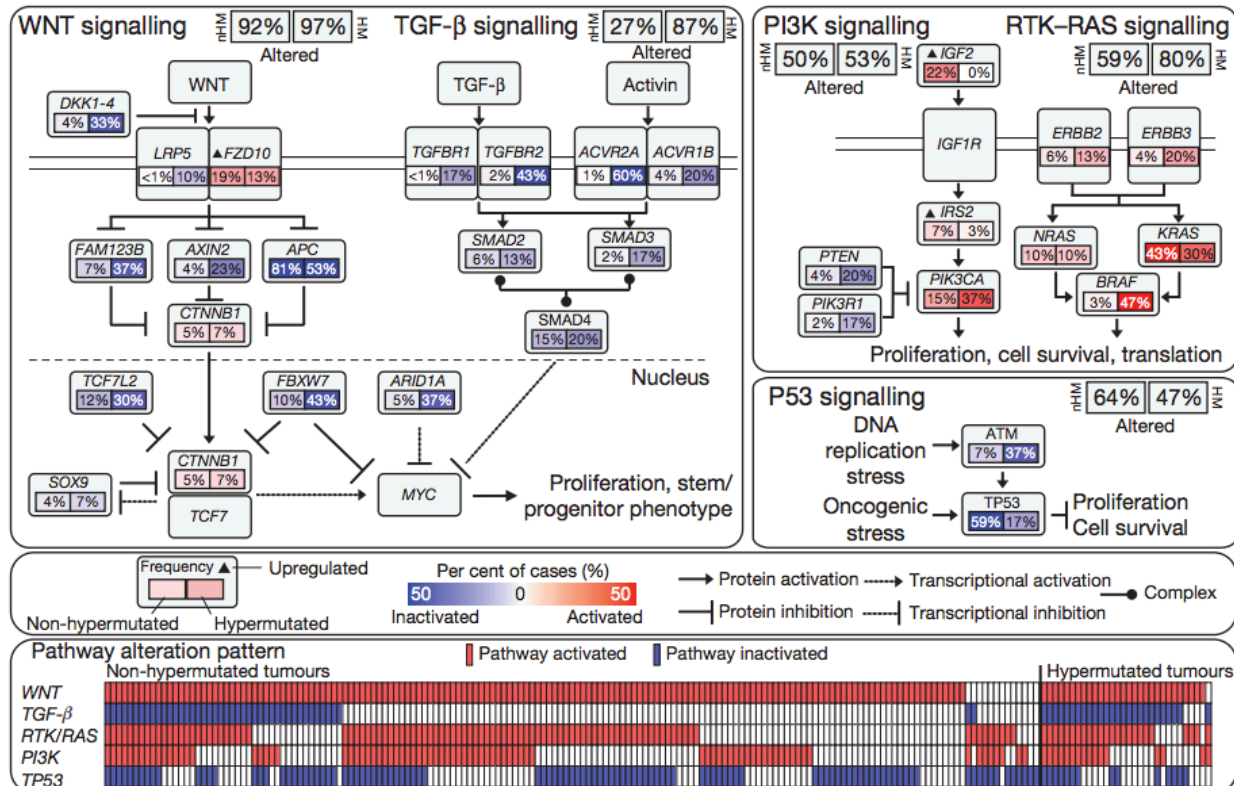 WNT signalling
nHM
92% 97%
HM
Altered
TGF-β signalling
nHM
27% 87%
HM
Altered
WNT
DKK1-4
4% 33%
LRP5
<1% 10%
▲FZD10
19% 13%
FAM123B
7% 37%
AXIN2
4% 23%
APC
81% 53%
CTNNB1
5% 7%
TGF-β
Activin
TGFBR1
<1% 17%
TGFBR2
2% 43%
ACVR2A
1% 60%
ACVR1B
4% 20%
SMAD2
6% 13%
SMAD3
2% 17%
SMAD4
15% 20%
Nucleus
TCF7L2
12% 30%
FBXW7
10% 43%
ARID1A
5% 37%
SOX9
4% 7%
CTNNB1
5% 7%
TCF7
MYC
Proliferation, stem/
progenitor phenotype
PI3K signalling
nHM
50% 53%
HM
Altered
RTK–RAS signalling
nHM
59% 80%
HM
Altered
▲IGF2
22% 0%
IGF1R
▲IRS2
7% 3%
PTEN
4% 20%
PIK3R1
2% 17%
PIK3CA
15% 37%
ERBB2
6% 13%
ERBB3
4% 20%
NRAS
10% 10%
KRAS
43% 30%
BRAF
3% 47%
Proliferation, cell survival, translation
P53 signalling
nHM
64% 47%
HM
Altered
DNA
replication
stress
ATM
7% 37%
Oncogenic
stress
TP53
59% 17%
Proliferation
Cell survival
Frequency ▲
Upregulated
Non-hypermutated
Hypermutated
Per cent of cases (%)
50 0 50
Inactivated Activated
Protein activation
Transcriptional activation
Protein inhibition
Transcriptional inhibition
Complex
Pathway alteration pattern
Pathway activated
Pathway inactivated
Non-hypermutated tumours
Hypermutated tumours
WNT
TGF-β
RTK/RAS
PI3K
TP53